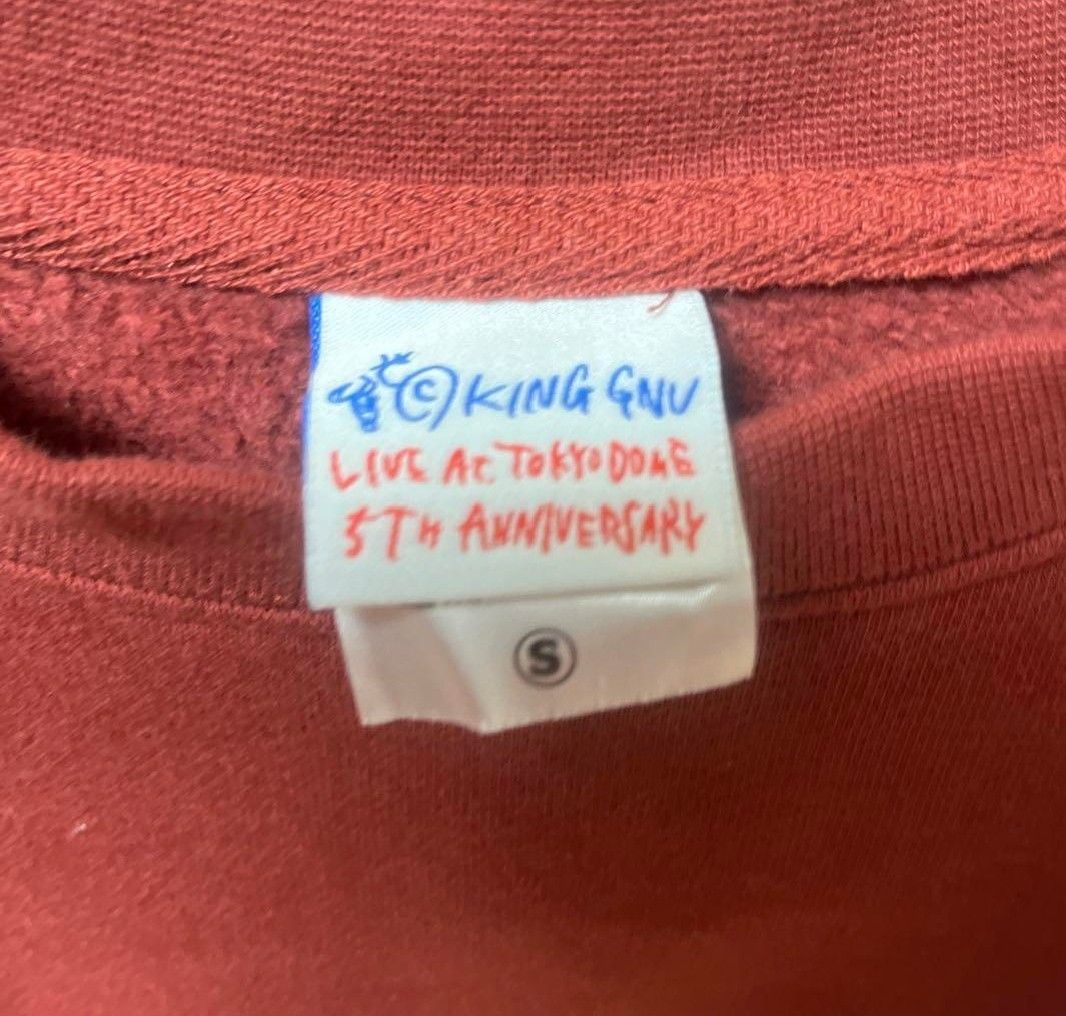 © KING GNU
LIVE At TOKYO DOME
5TH ANNIVERSARY
S